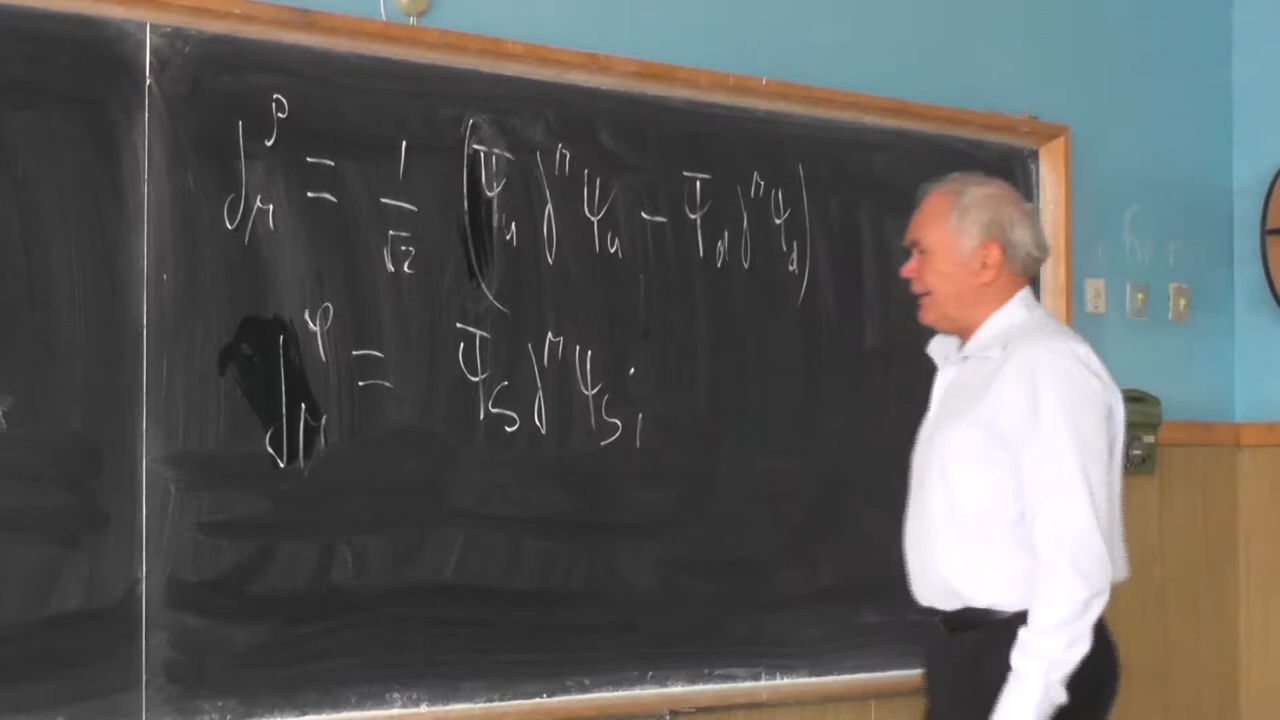 j_μ^ρ = 1/√2 (Ψ̄_u γ^μ Ψ_u − Ψ̄_d γ^μ Ψ_d)
j_μ^φ = Ψ̄_s γ^μ Ψ_s ;